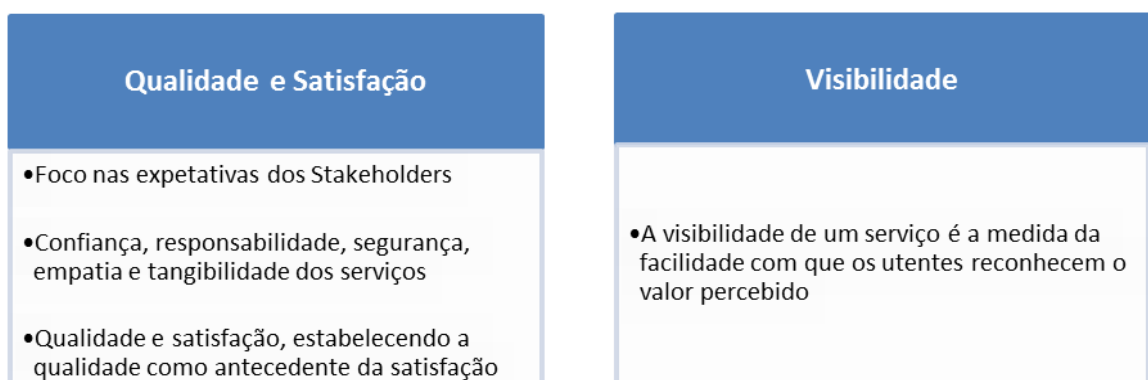 Qualidade e Satisfação
•Foco nas expetativas dos Stakeholders
•Confiança, responsabilidade, segurança,
empatia e tangibilidade dos serviços
•Qualidade e satisfação, estabelecendo a
qualidade como antecedente da satisfação
Visibilidade
•A visibilidade de um serviço é a medida da
facilidade com que os utentes reconhecem o
valor percebido